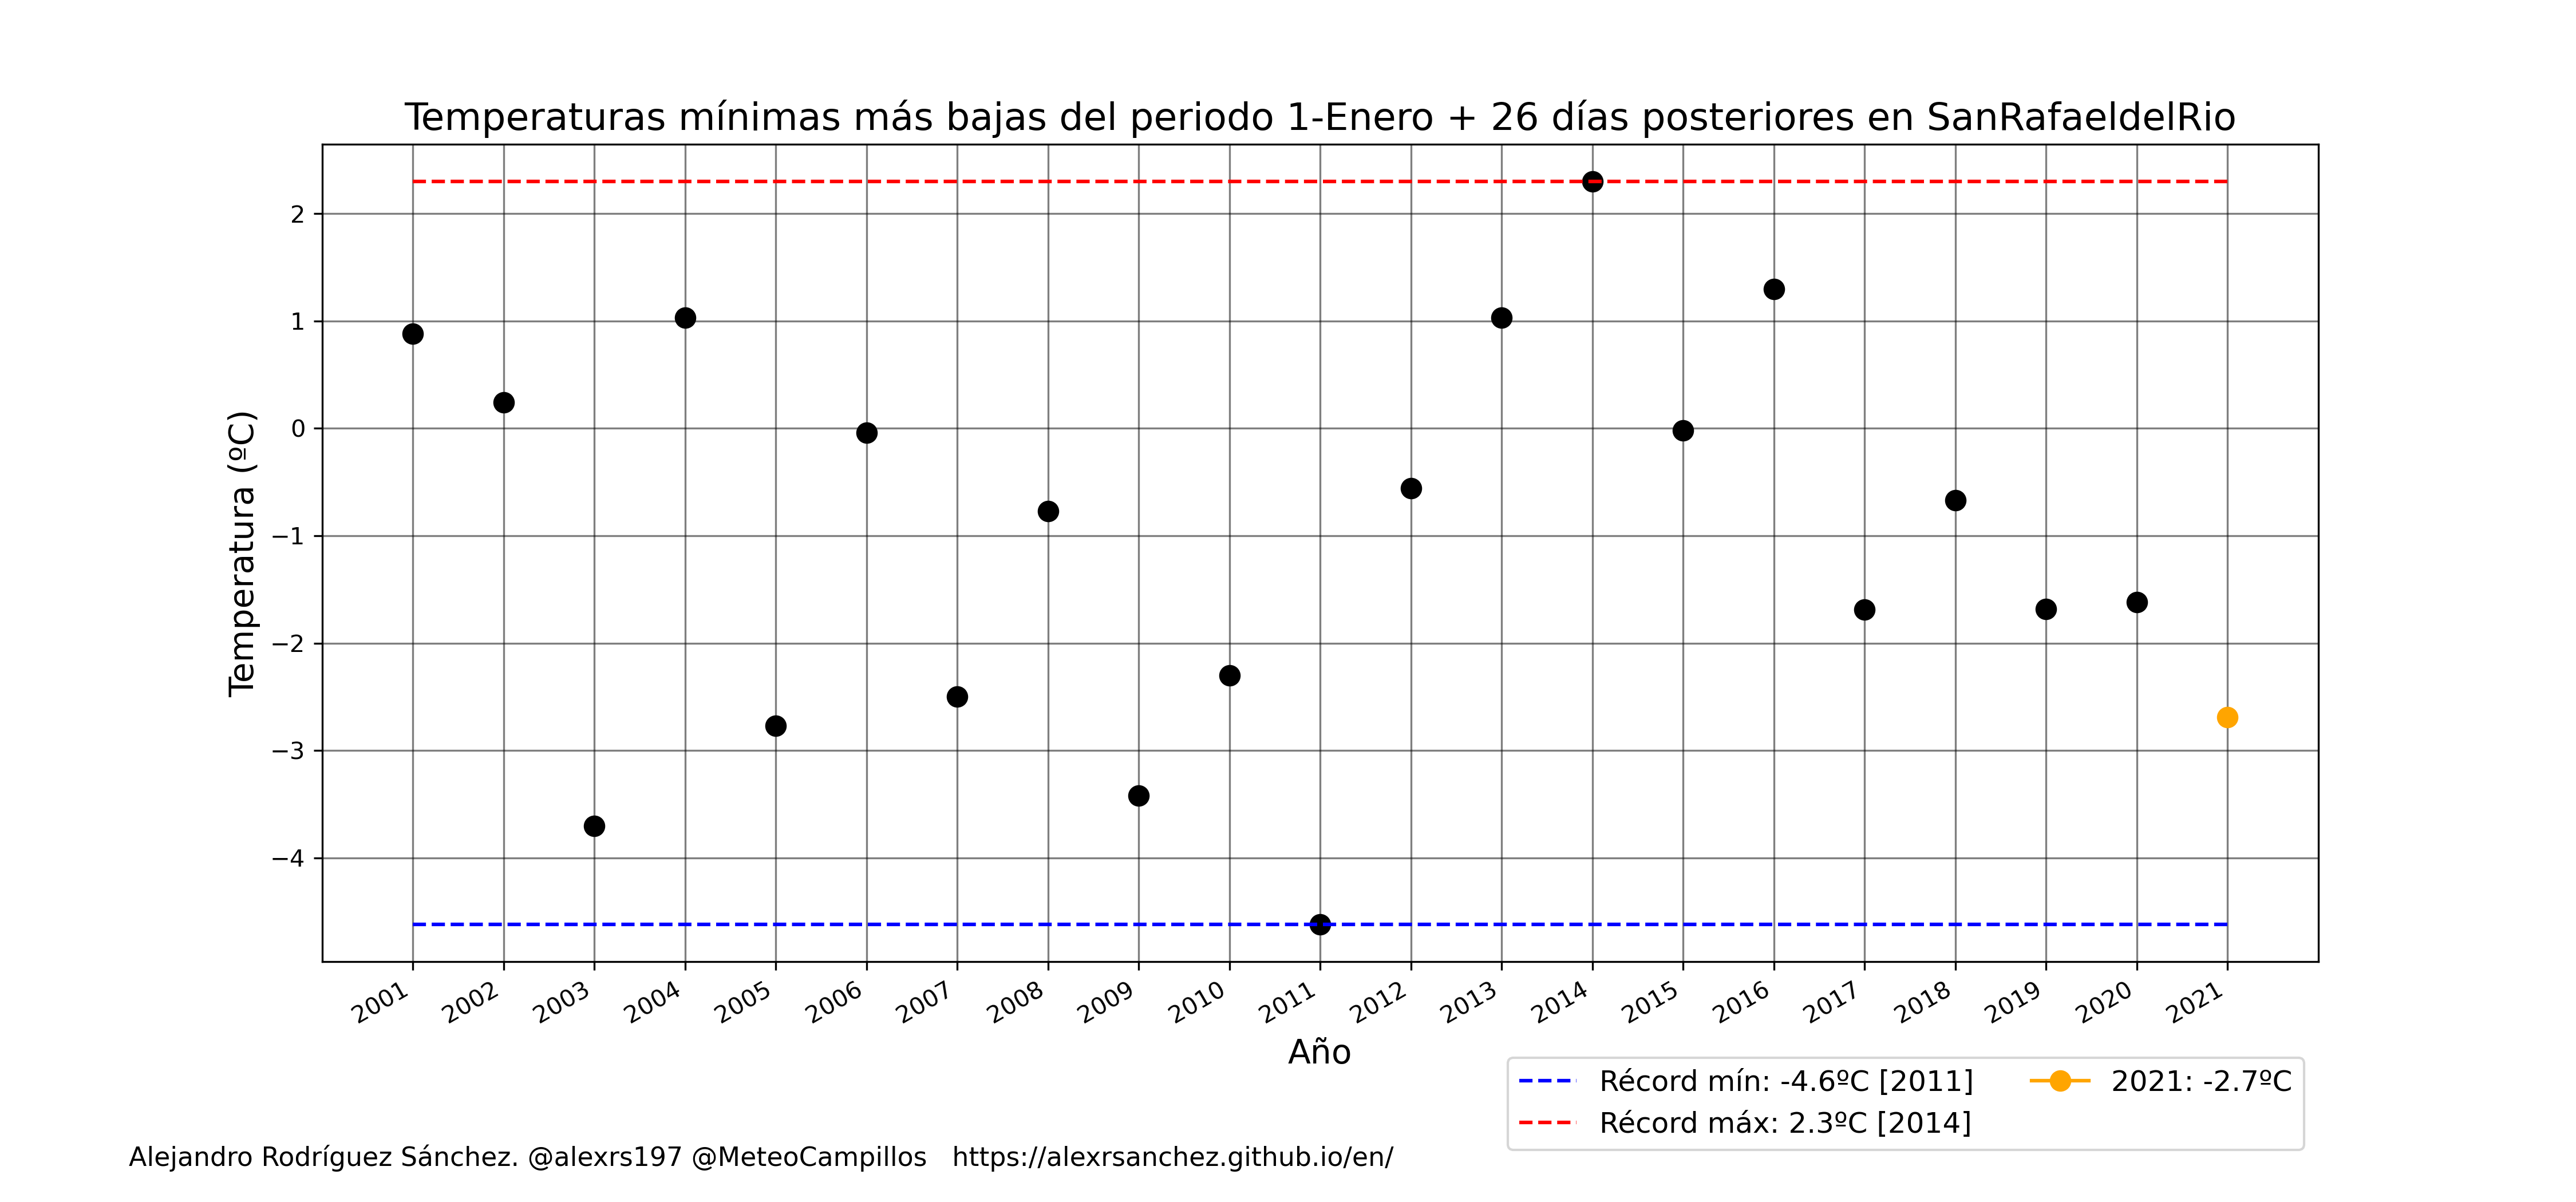 Temperaturas mínimas más bajas del periodo 1-Enero + 26 días posteriores en SanRafaeldelRio
Temperatura (ºC)
2
1
0
−1
−2
−3
−4
2001 2002 2003 2004 2005 2006 2007 2008 2009 2010 2011 2012 2013 2014 2015 2016 2017 2018 2019 2020 2021
Año
Récord mín: -4.6ºC [2011]
Récord máx: 2.3ºC [2014]
2021: -2.7ºC
Alejandro Rodríguez Sánchez. @alexrs197 @MeteoCampillos https://alexrsanchez.github.io/en/